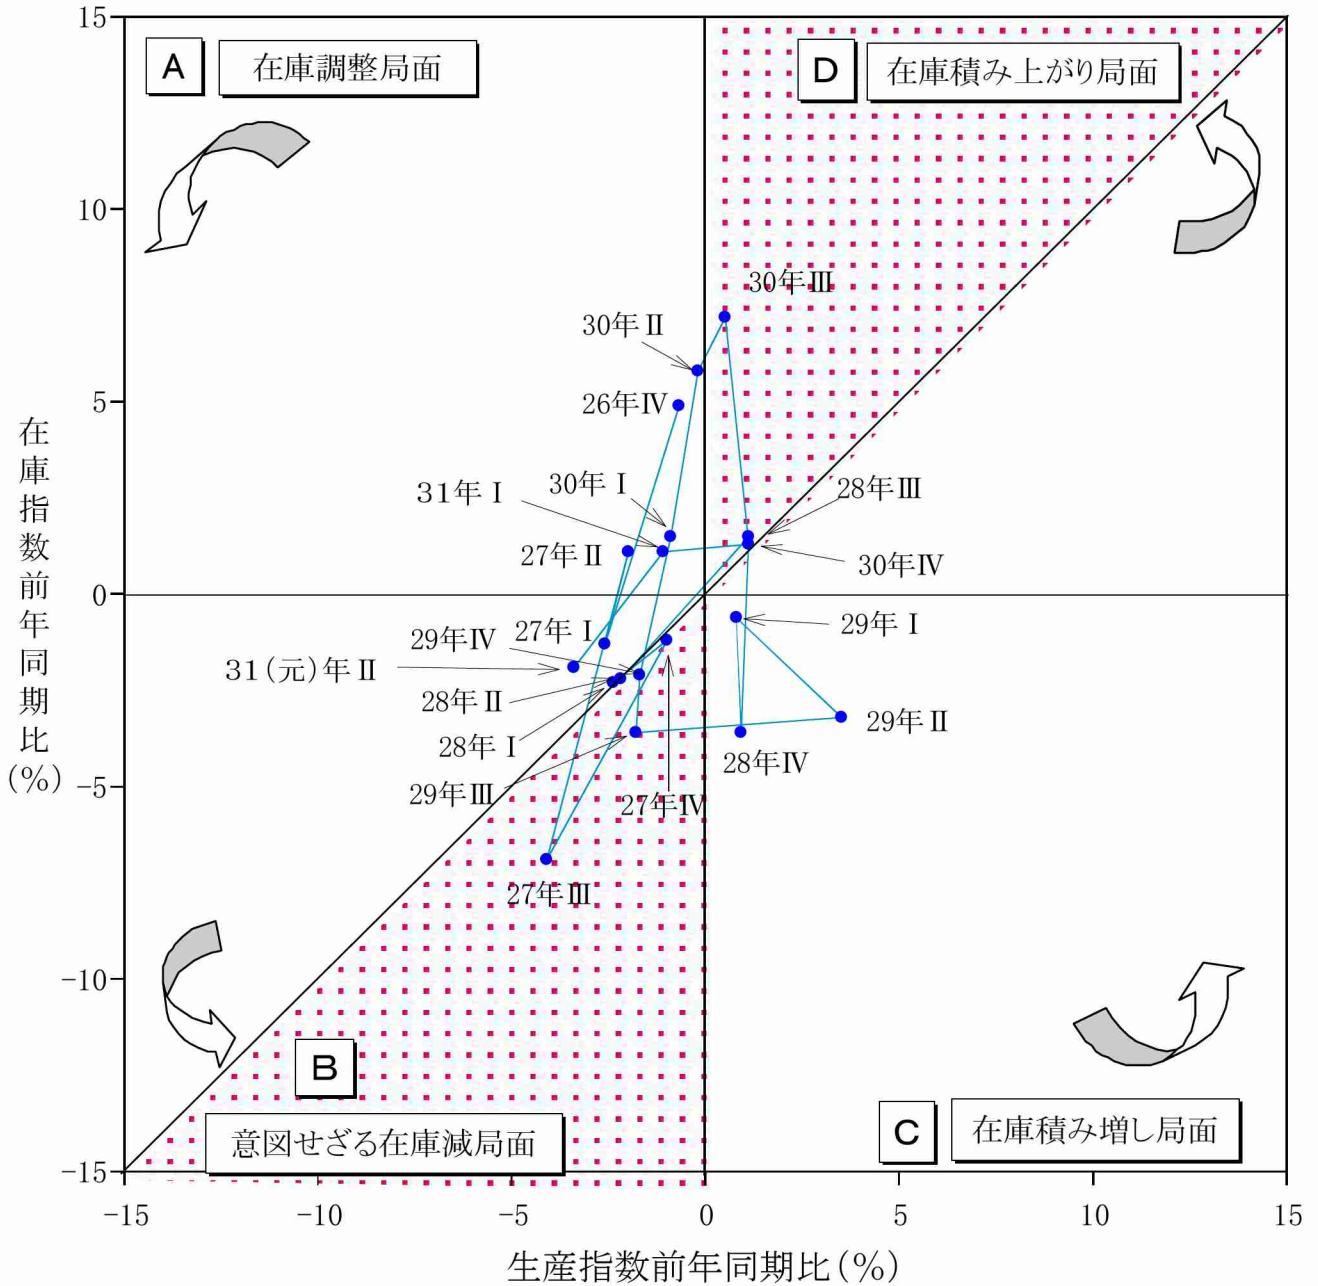 15
A
在庫調整局面
D
在庫積み上がり局面
10
30年Ⅲ
30年Ⅱ
5
26年Ⅳ
在庫指数前年同期比(%)
30年Ⅰ
31年Ⅰ
28年Ⅲ
27年Ⅱ
30年Ⅳ
0
29年Ⅰ
27年Ⅰ
29年Ⅳ
31(元)年Ⅱ
28年Ⅱ
29年Ⅱ
28年Ⅰ
28年Ⅳ
-5
29年Ⅲ
27年Ⅳ
27年Ⅲ
-10
B
意図せざる在庫減局面
C
在庫積み増し局面
-15
-15 -10 -5 0 5 10 15
生産指数前年同期比(%)